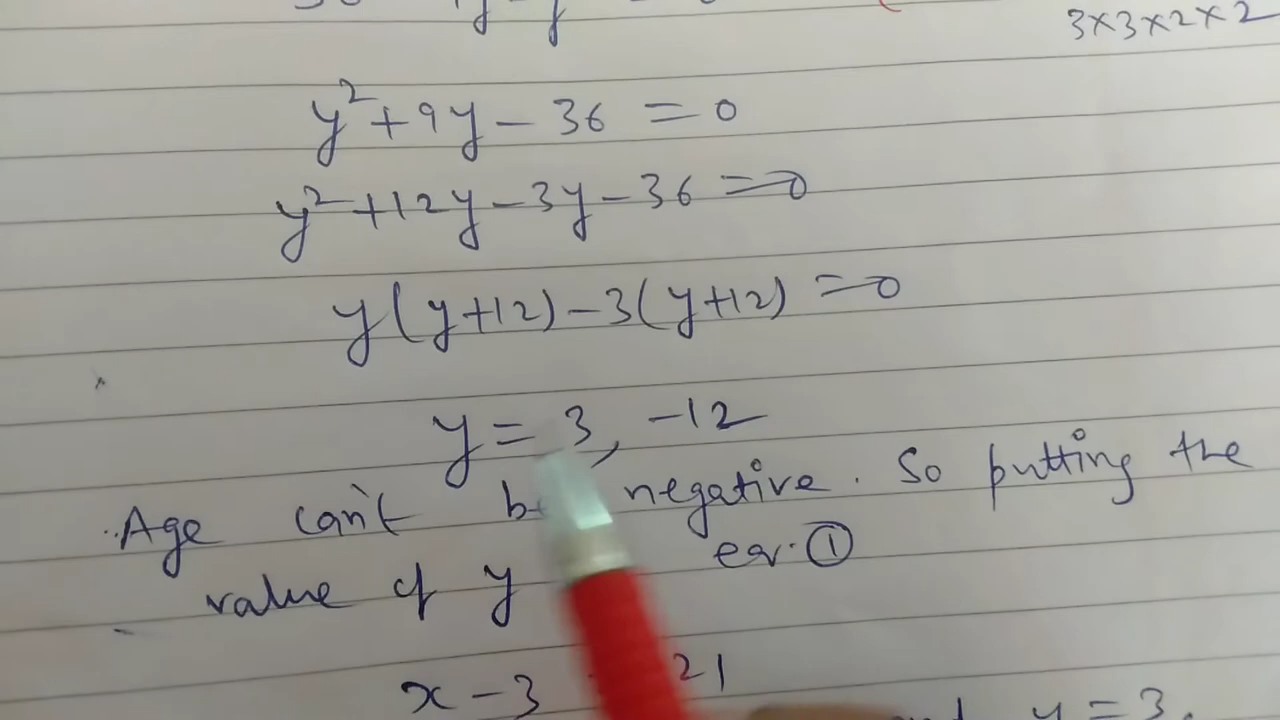 3×3×2×2
y²+9y-36=0
y²+12y-3y-36=0
y(y+12)-3(y+12)=0
y=3,-12
Age can't be negative. So putting the
value of y eq. ①
x-3 21
y=3.